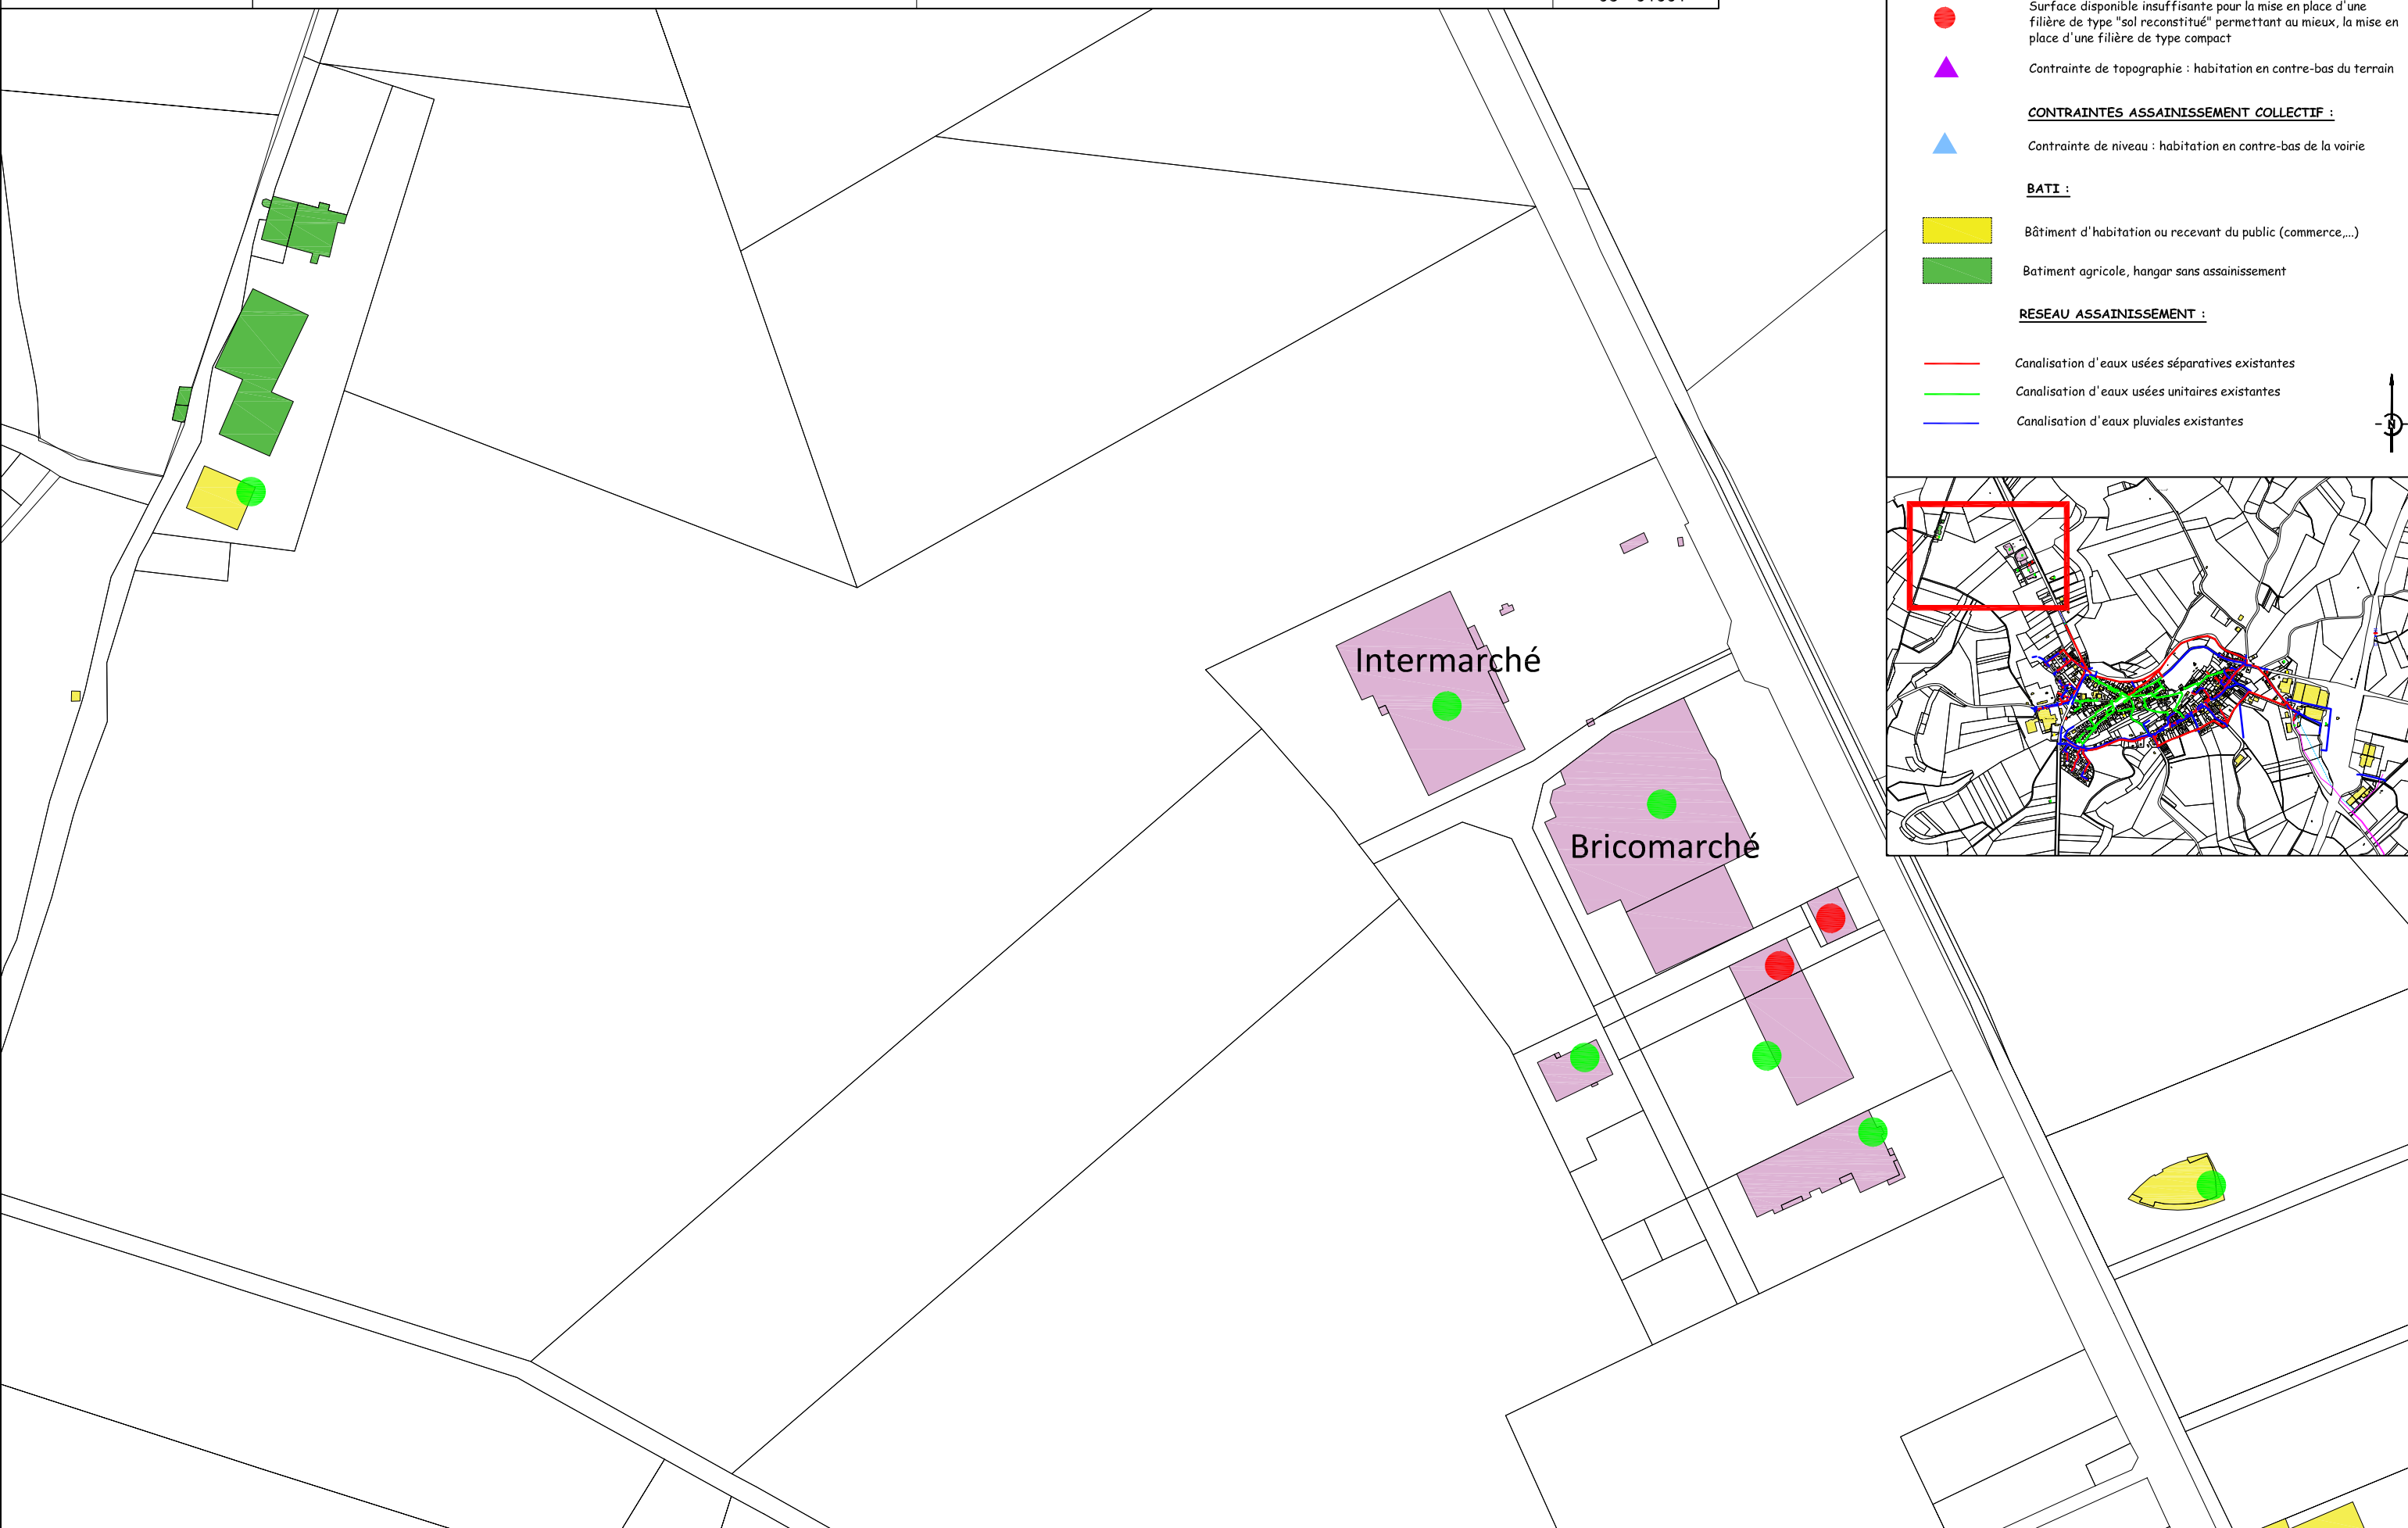 Surface disponible insuffisante pour la mise en place d'une
filière de type "sol reconstitué" permettant au mieux, la mise en
place d'une filière de type compact
Contrainte de topographie : habitation en contre-bas du terrain
CONTRAINTES ASSAINISSEMENT COLLECTIF :
Contrainte de niveau : habitation en contre-bas de la voirie
BATI :
Bâtiment d'habitation ou recevant du public (commerce,...)
Batiment agricole, hangar sans assainissement
RESEAU ASSAINISSEMENT :
Canalisation d'eaux usées séparatives existantes
Canalisation d'eaux usées unitaires existantes
Canalisation d'eaux pluviales existantes
N
Intermarché
Bricomarché